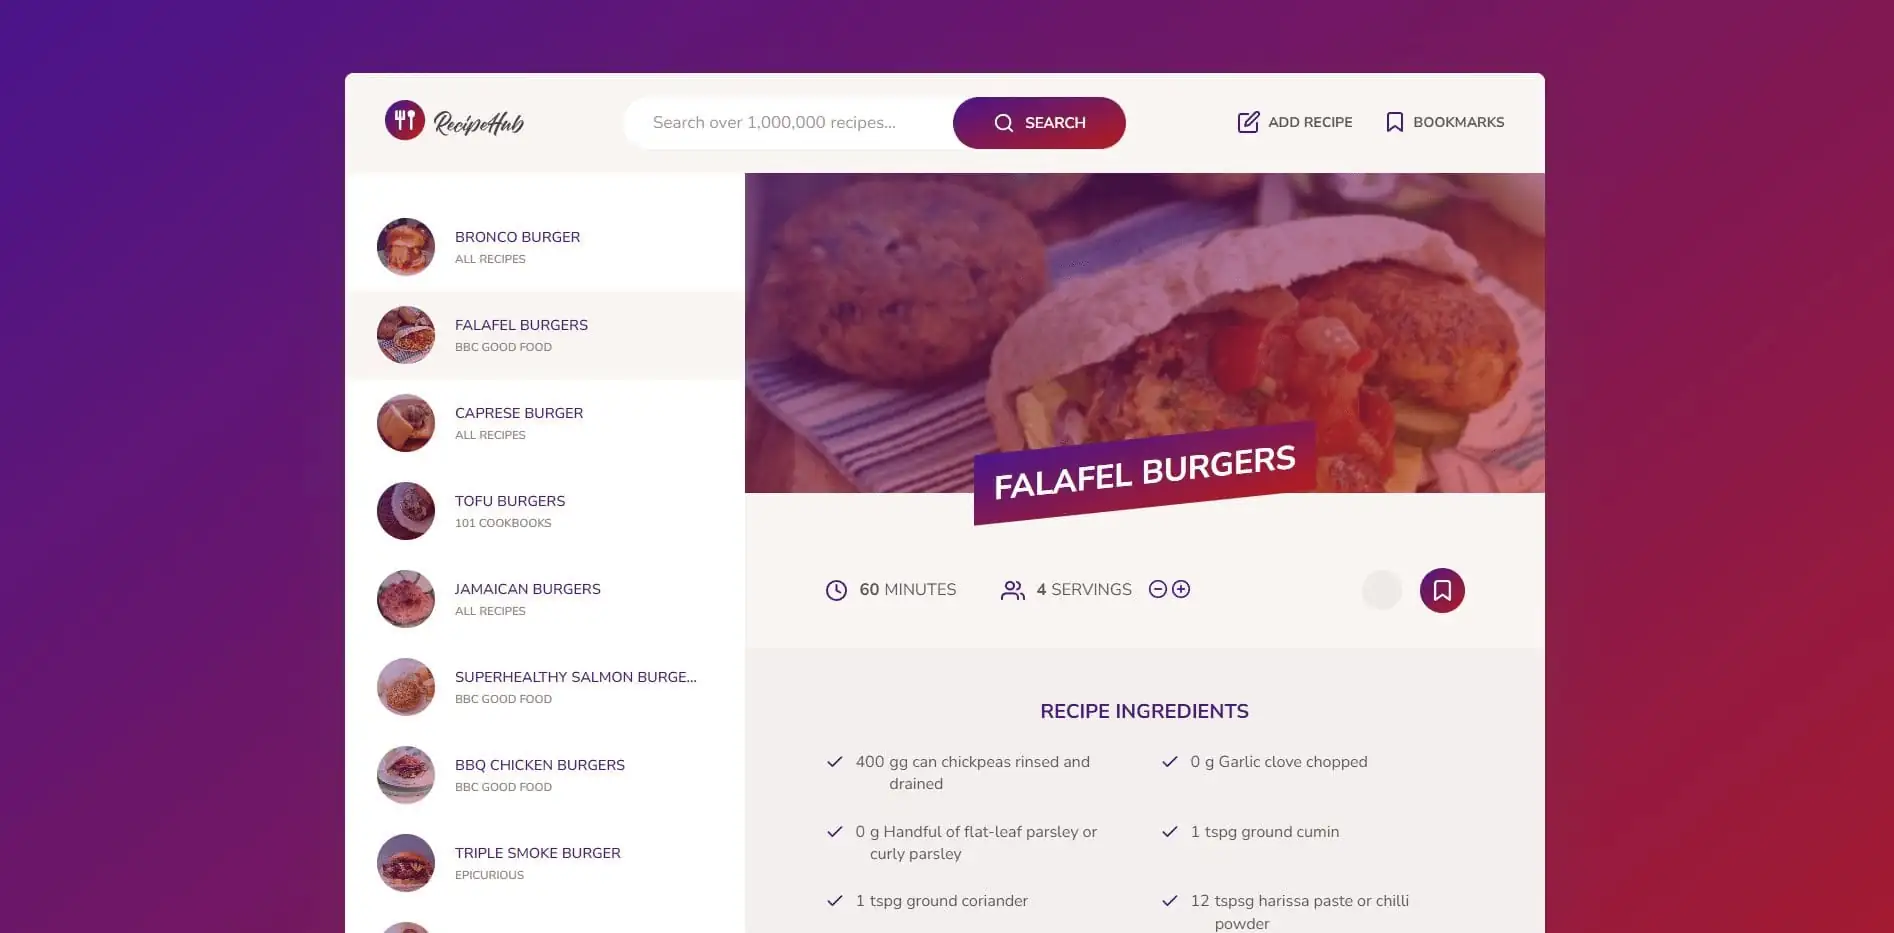 RecipeHub
Search over 1,000,000 recipes...
SEARCH
ADD RECIPE
BOOKMARKS
BRONCO BURGER
ALL RECIPES
FALAFEL BURGERS
BBC GOOD FOOD
CAPRESE BURGER
ALL RECIPES
TOFU BURGERS
101 COOKBOOKS
JAMAICAN BURGERS
ALL RECIPES
SUPERHEALTHY SALMON BURGE...
BBC GOOD FOOD
BBQ CHICKEN BURGERS
BBC GOOD FOOD
TRIPLE SMOKE BURGER
EPICURIOUS
FALAFEL BURGERS
60 MINUTES
4 SERVINGS
RECIPE INGREDIENTS
400 gg can chickpeas rinsed and
drained
0 g Garlic clove chopped
0 g Handful of flat-leaf parsley or
curly parsley
1 tspg ground cumin
1 tspg ground coriander
12 tspsg harissa paste or chilli
powder